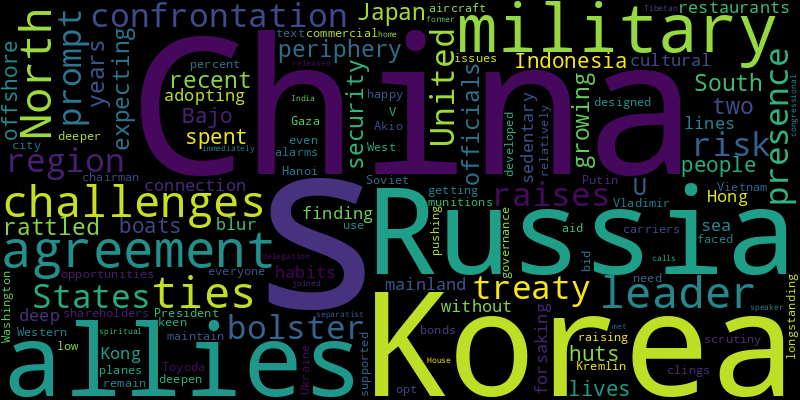 China
S
Russia
Korea
allies
military
North
confrontation
challenges
agreement
leader
treaty
ties
raises
States
bolster
region
risk
presence
United
prompt
Japan
Indonesia
South
periphery
recent
adopting
Bajo
spent
security
officials
growing
two
people
lives
huts
Hong
Kong
U
rattled
boats
blur
finding
habits
mainland
without
forsaking
years
expecting
offshore
cultural
restaurants
aircraft
former
Tibetan
text
commercial
home
issues
percent
released
India
happy
designed
V
Gaza
Akio
even
West
alarms
Hanoi
immediately
deeper
city
chairman
connection
Soviet
getting
munitions
developed
sedentary
relatively
lines
Putin
Vladimir
Vietnam
carriers
sea
faced
congressional
governance
pushing
aid
bid
need
calls
use
delegation
joined
everyone
opportunities
Washington
deep
shareholders
President
Western
keen
maintain
separatist
low
spiritual
planes
remain
Toyoda
deepen
Ukraine
supported
bonds
opt
House
met
raising
Kremlin
scrutiny
clings
speaker
longstanding